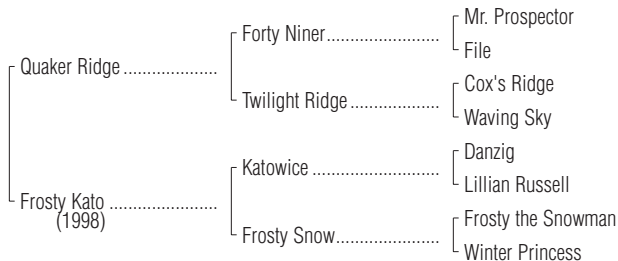 Mr. Prospector
Forty Niner........................
File
Quaker Ridge ....................
Cox's Ridge
Twilight Ridge ...................
Waving Sky
Danzig
Katowice ...........................
Lillian Russell
Frosty Kato .......................
(1998)
Frosty the Snowman
Frosty Snow......................
Winter Princess